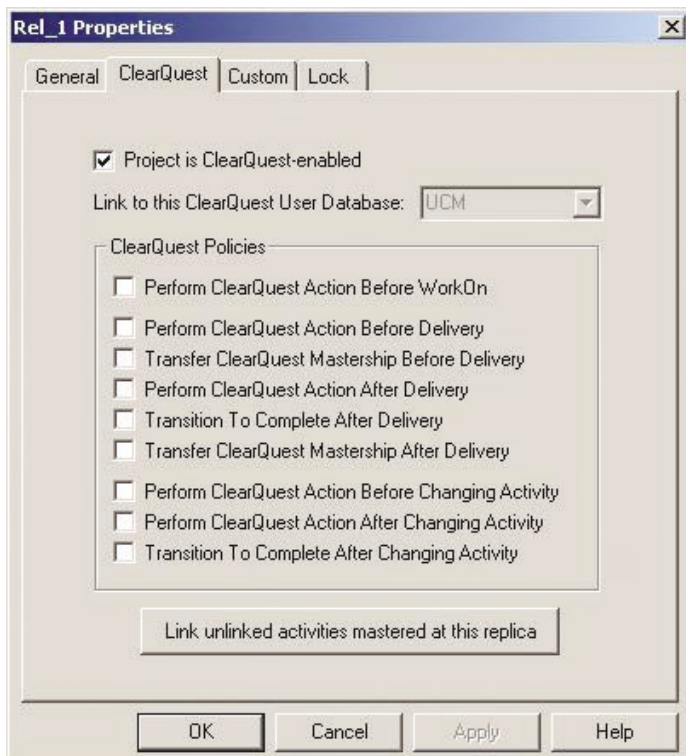 Rel_1 Properties
General ClearQuest Custom Lock
Project is ClearQuest-enabled
Link to this ClearQuest User Database: UCM
ClearQuest Policies
Perform ClearQuest Action Before WorkOn
Perform ClearQuest Action Before Delivery
Transfer ClearQuest Mastership Before Delivery
Perform ClearQuest Action After Delivery
Transition To Complete After Delivery
Transfer ClearQuest Mastership After Delivery
Perform ClearQuest Action Before Changing Activity
Perform ClearQuest Action After Changing Activity
Transition To Complete After Changing Activity
Link unlinked activities mastered at this replica
OK Cancel Apply Help